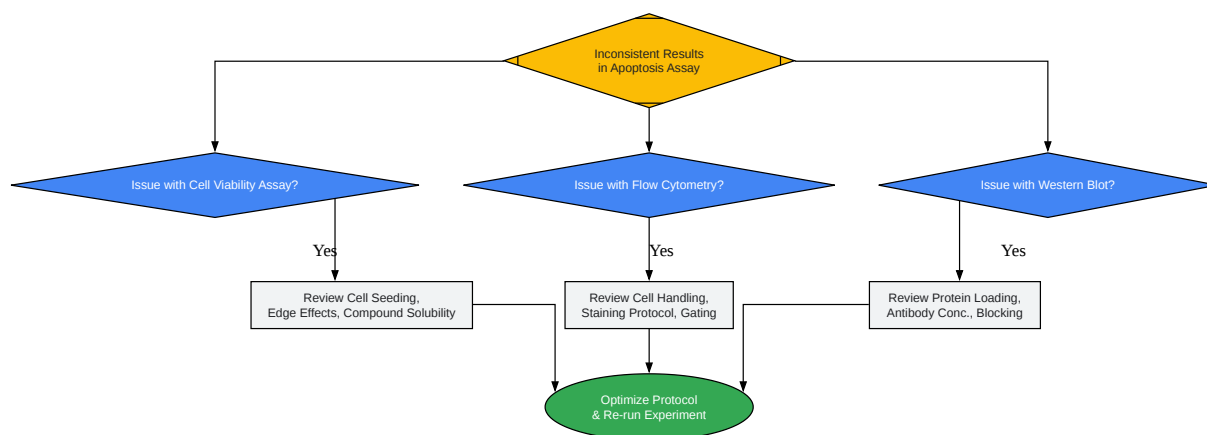 Inconsistent Results
in Apoptosis Assay
Issue with Cell Viability Assay?
Issue with Flow Cytometry?
Issue with Western Blot?
Yes
Yes
Yes
Review Cell Seeding,
Edge Effects, Compound Solubility
Review Cell Handling,
Staining Protocol, Gating
Review Protein Loading,
Antibody Conc., Blocking
Optimize Protocol
& Re-run Experiment